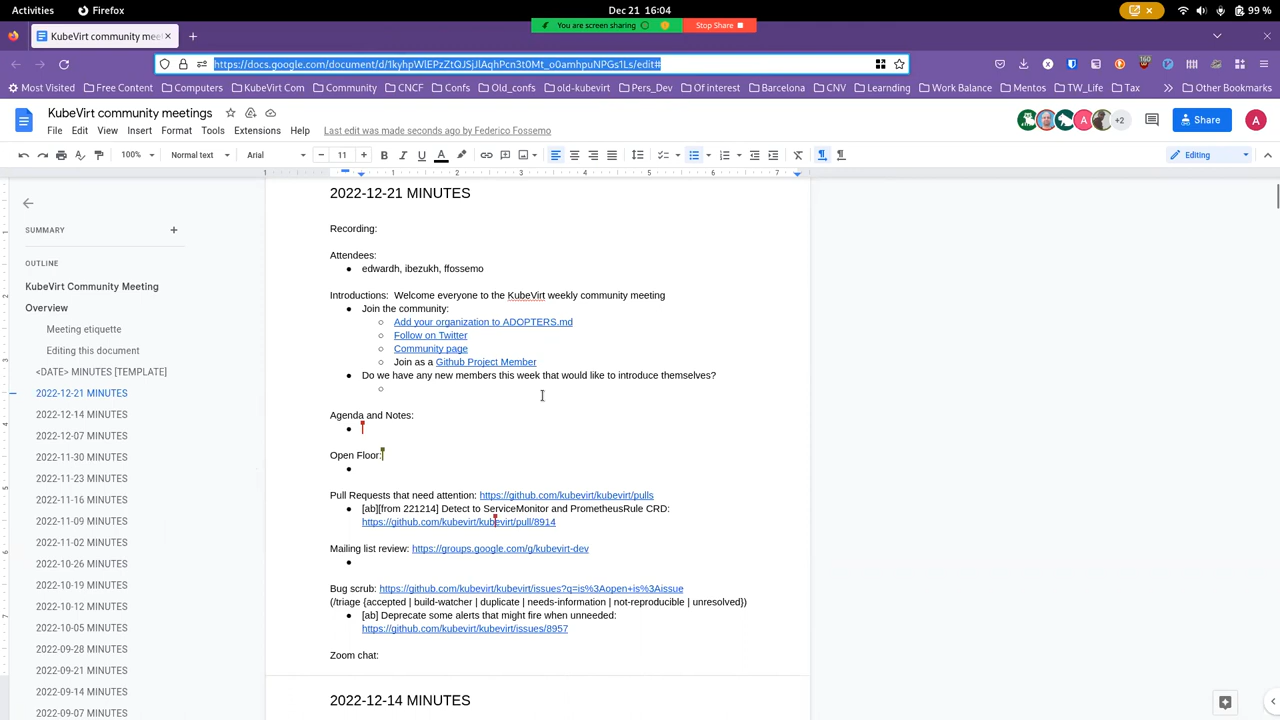 Activities
Firefox
Dec 21 16:04
99 %
You are screen sharing
Stop Share
KubeVirt community mee
https://docs.google.com/document/d/1kyhpWlEPzZtQJSjJlAqhPcn3t0Mt_o0amhpuNPGs1Ls/edit#
160
Most Visited
Free Content
Computers
KubeVirt Com
Community
CNCF
Confs
Old_confs
old-kubevirt
Pers_Dev
Of interest
Barcelona
CNV
Learnding
Work Balance
Mentos
TW_Life
Tax
Other Bookmarks
KubeVirt community meetings
File
Edit
View
Insert
Format
Tools
Extensions
Help
Last edit was made seconds ago by Federico Fossemo
A
+2
Share
A
100%
Normal text
Arial
11
Editing
1 1 2 3 4 5 6 7
SUMMARY
OUTLINE
KubeVirt Community Meeting
Overview
Meeting etiquette
Editing this document
<DATE> MINUTES [TEMPLATE]
2022-12-21 MINUTES
2022-12-14 MINUTES
2022-12-07 MINUTES
2022-11-30 MINUTES
2022-11-23 MINUTES
2022-11-16 MINUTES
2022-11-09 MINUTES
2022-11-02 MINUTES
2022-10-26 MINUTES
2022-10-19 MINUTES
2022-10-12 MINUTES
2022-10-05 MINUTES
2022-09-28 MINUTES
2022-09-21 MINUTES
2022-09-14 MINUTES
2022-09-07 MINUTES
2022-12-21 MINUTES
Recording:
Attendees:
● edwardh, ibezukh, ffossemo
Introductions: Welcome everyone to the KubeVirt weekly community meeting
● Join the community:
○ Add your organization to ADOPTERS.md
○ Follow on Twitter
○ Community page
○ Join as a Github Project Member
● Do we have any new members this week that would like to introduce themselves?
○
Agenda and Notes:
●
Open Floor:
●
Pull Requests that need attention: https://github.com/kubevirt/kubevirt/pulls
● [ab][from 221214] Detect to ServiceMonitor and PrometheusRule CRD:
https://github.com/kubevirt/kubevirt/pull/8914
Mailing list review: https://groups.google.com/g/kubevirt-dev
●
Bug scrub: https://github.com/kubevirt/kubevirt/issues?q=is%3Aopen+is%3Aissue
(/triage {accepted | build-watcher | duplicate | needs-information | not-reproducible | unresolved})
● [ab] Deprecate some alerts that might fire when unneeded:
https://github.com/kubevirt/kubevirt/issues/8957
Zoom chat:
2022-12-14 MINUTES